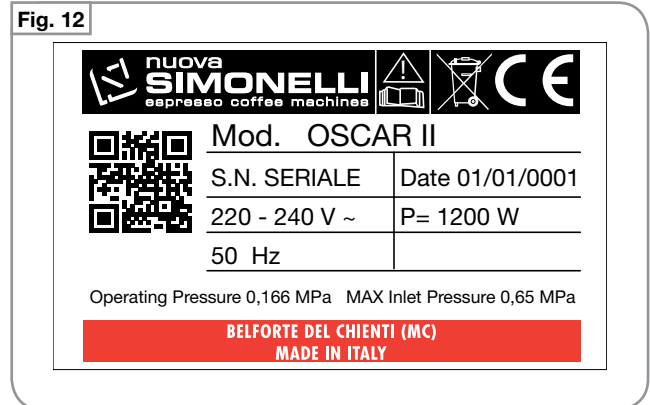 Fig. 12
nuova
SIMONELLI
espresso coffee machines
CE
Mod. OSCAR II
S.N. SERIALE Date 01/01/0001
220 - 240 V ~ P= 1200 W
50 Hz
Operating Pressure 0,166 MPa MAX Inlet Pressure 0,65 MPa
BELFORTE DEL CHIENTI (MC)
MADE IN ITALY